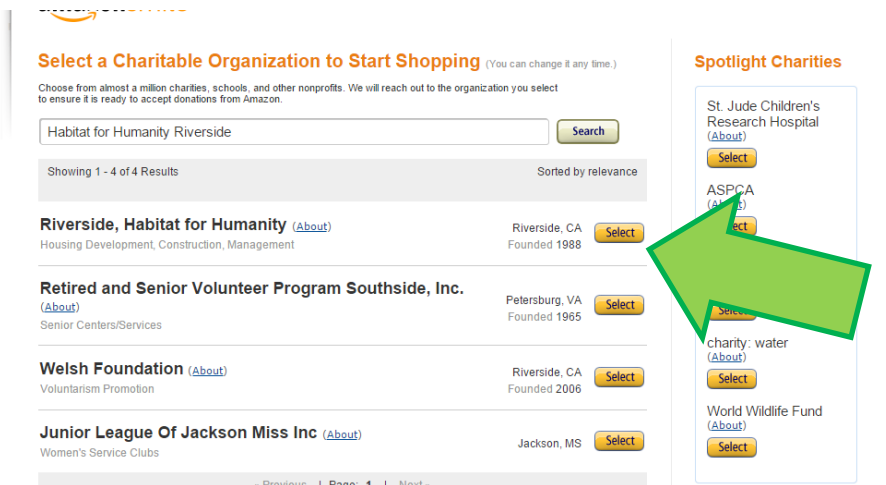 Select a Charitable Organization to Start Shopping (You can change it any time.)
Choose from almost a million charities, schools, and other nonprofits. We will reach out to the organization you select
to ensure it is ready to accept donations from Amazon.
Habitat for Humanity Riverside Search
Showing 1 - 4 of 4 Results Sorted by relevance
Riverside, Habitat for Humanity (About)
Housing Development, Construction, Management
Riverside, CA
Founded 1988
Select
Retired and Senior Volunteer Program Southside, Inc.
(About)
Senior Centers/Services
Petersburg, VA
Founded 1965
Select
Welsh Foundation (About)
Voluntarism Promotion
Riverside, CA
Founded 2006
Select
Junior League Of Jackson Miss Inc (About)
Women's Service Clubs
Jackson, MS
Select
Page: 1 | Next
Spotlight Charities
St. Jude Children's
Research Hospital
(About)
Select
ASPCA
charity: water
(About)
Select
World Wildlife Fund
(About)
Select